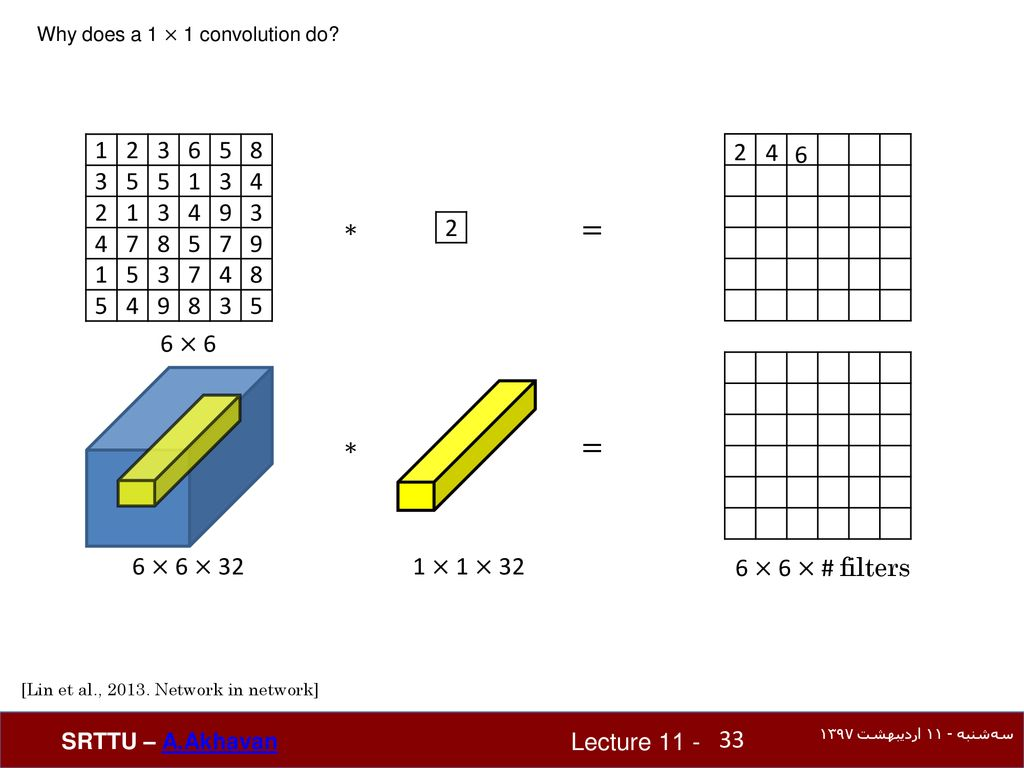 Why does a 1 × 1 convolution do?
1 2 3 6 5 8
3 5 5 1 3 4
2 1 3 4 9 3
4 7 8 5 7 9
1 5 3 7 4 8
5 4 9 8 3 5
6 × 6
*
2
=
2 4 6
*
=
6 × 6 × 32
1 × 1 × 32
6 × 6 × # filters
[Lin et al., 2013. Network in network]
SRTTU – A.Akhavan
Lecture 11 - 33
سه‌شنبه - ۱۱ اردیبهشت ۱۳۹۷